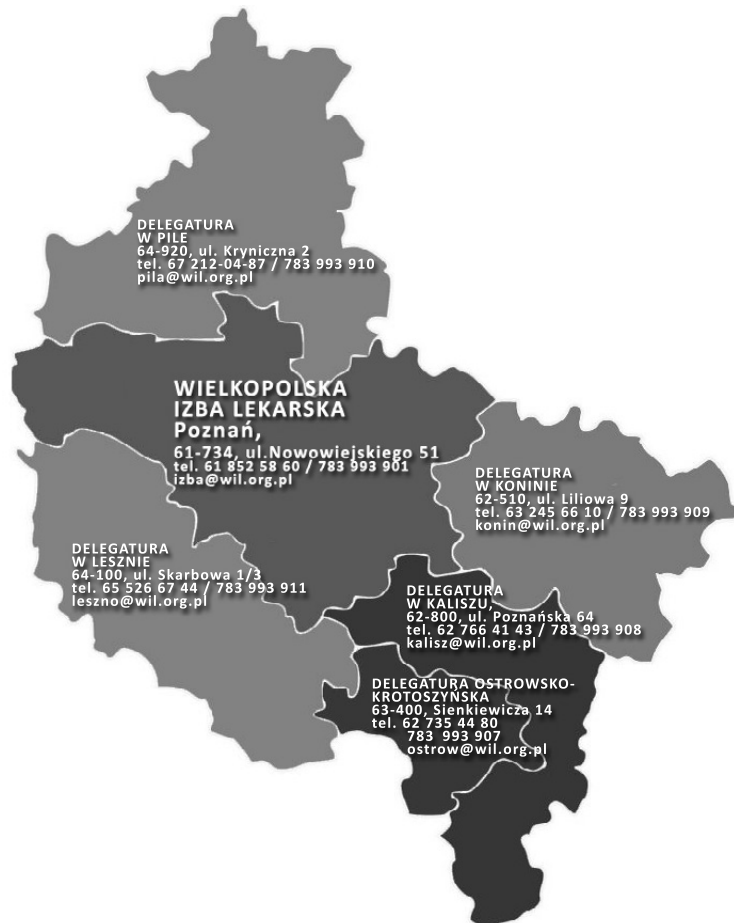 DELEGATURA
W PILE
64-920, ul. Kryniczna 2
tel. 67 212-04-87 / 783 993 910
pila@wil.org.pl
WIELKOPOLSKA
IZBA LEKARSKA
Poznań,
61-734, ul.Nowowiejskiego 51
tel. 61 852 58 60 / 783 993 901
izba@wil.org.pl
DELEGATURA
W KONINIE
62-510, ul. Liliowa 9
tel. 63 245 66 10 / 783 993 909
konin@wil.org.pl
DELEGATURA
W LESZNIE
64-100, ul. Skarbowa 1/3
tel. 65 526 67 44 / 783 993 911
leszno@wil.org.pl
DELEGATURA
W KALISZU,
62-800, ul. Poznańska 64
tel. 62 766 41 43 / 783 993 908
kalisz@wil.org.pl
DELEGATURA OSTROWSKO-
KROTOSZYŃSKA
63-400, Sienkiewicza 14
tel. 62 735 44 80
783 993 907
ostrow@wil.org.pl